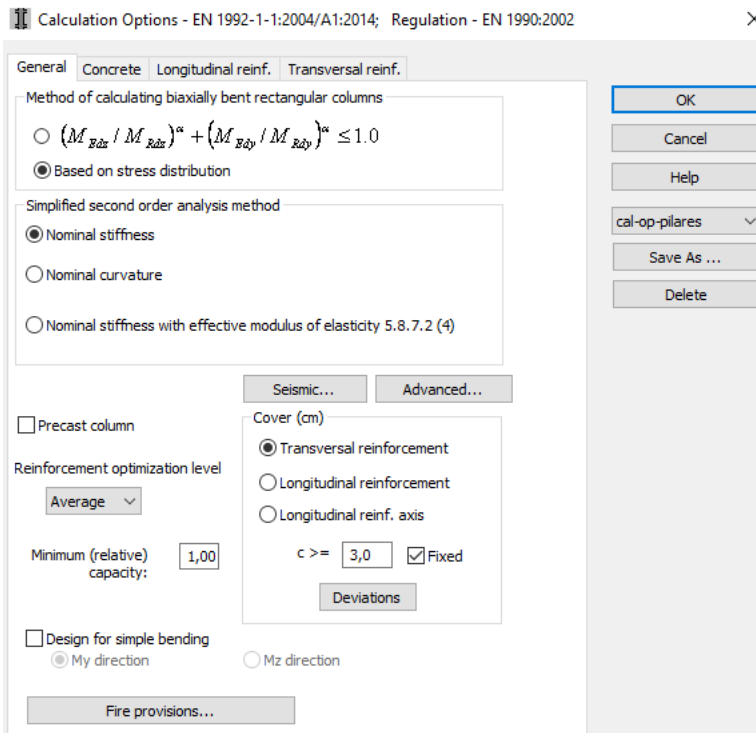 Calculation Options - EN 1992-1-1:2004/A1:2014; Regulation - EN 1990:2002
General Concrete Longitudinal reinf. Transversal reinf.
Method of calculating biaxially bent rectangular columns
(M_Edz / M_Rdz)^α + (M_Edy / M_Rdy)^α ≤ 1.0
Based on stress distribution
Simplified second order analysis method
Nominal stiffness
Nominal curvature
Nominal stiffness with effective modulus of elasticity 5.8.7.2 (4)
Seismic... Advanced...
Precast column
Reinforcement optimization level
Average
Minimum (relative)
capacity:
1,00
Cover (cm)
Transversal reinforcement
Longitudinal reinforcement
Longitudinal reinf. axis
c >= 3,0 Fixed
Deviations
Design for simple bending
My direction Mz direction
Fire provisions...
OK
Cancel
Help
cal-op-pilares
Save As ...
Delete